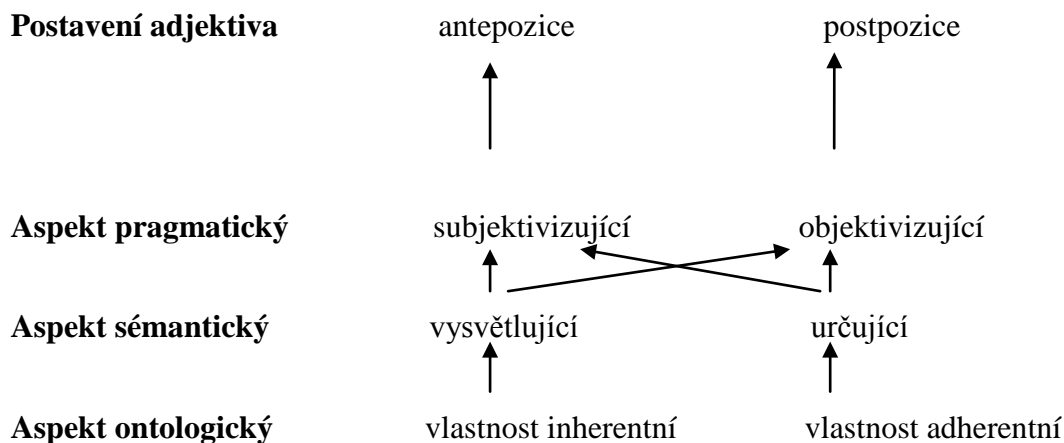 Postavení adjektiva antepozice postpozice
Aspekt pragmatický subjektivizující objektivizující
Aspekt sémantický vysvětlující určující
Aspekt ontologický vlastnost inherentní vlastnost adherentní